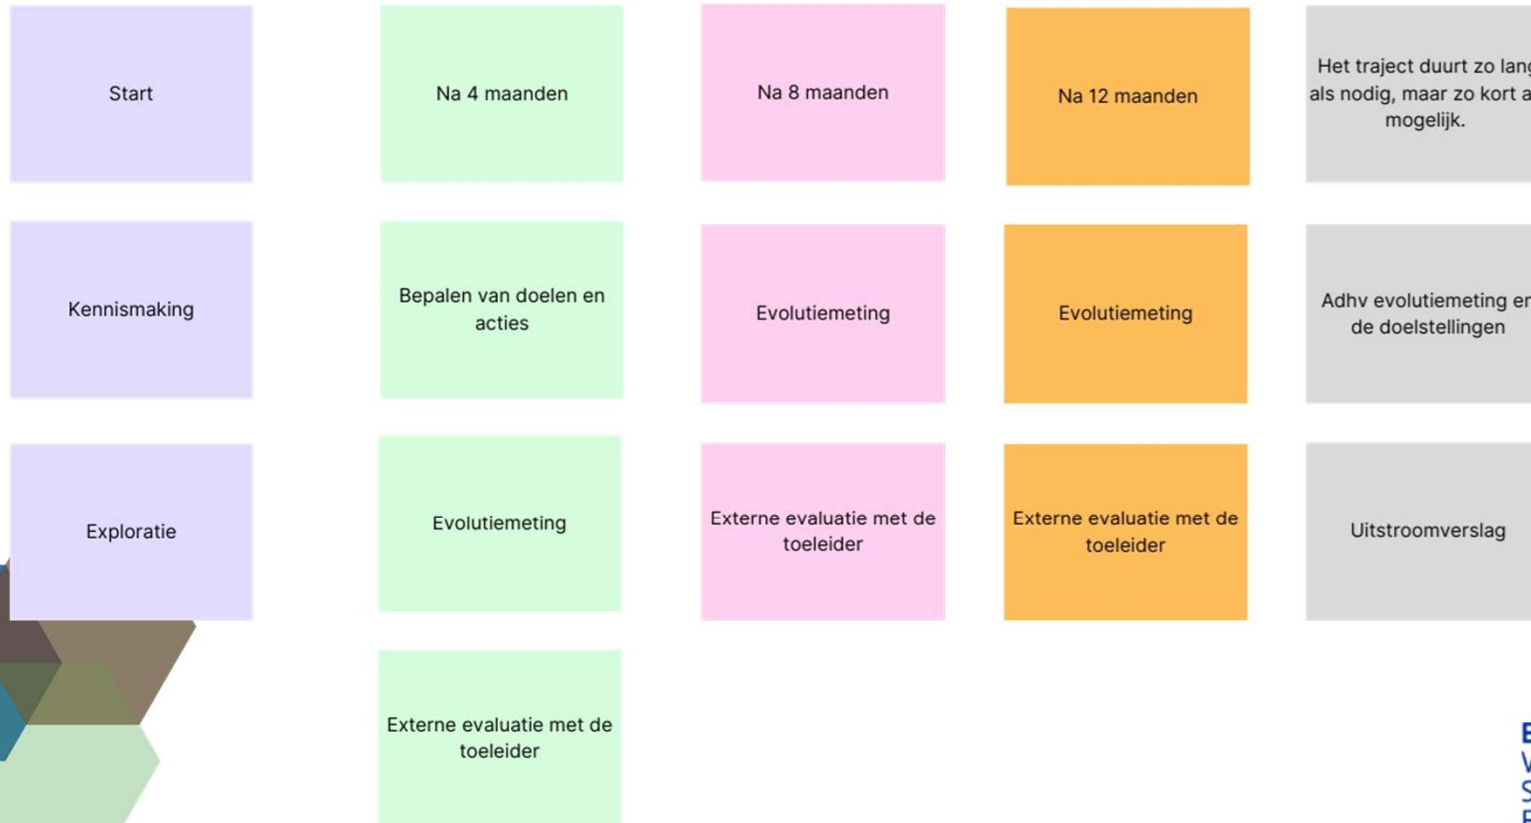 Start
Kennismaking
Exploratie
Na 4 maanden
Bepalen van doelen en
acties
Evolutiemeting
Externe evaluatie met de
toeleider
Na 8 maanden
Evolutiemeting
Externe evaluatie met de
toeleider
Na 12 maanden
Evolutiemeting
Externe evaluatie met de
toeleider
Het traject duurt zo lang
als nodig, maar zo kort
mogelijk.
Adhv evolutiemeting en
de doelstellingen
Uitstroomverslag